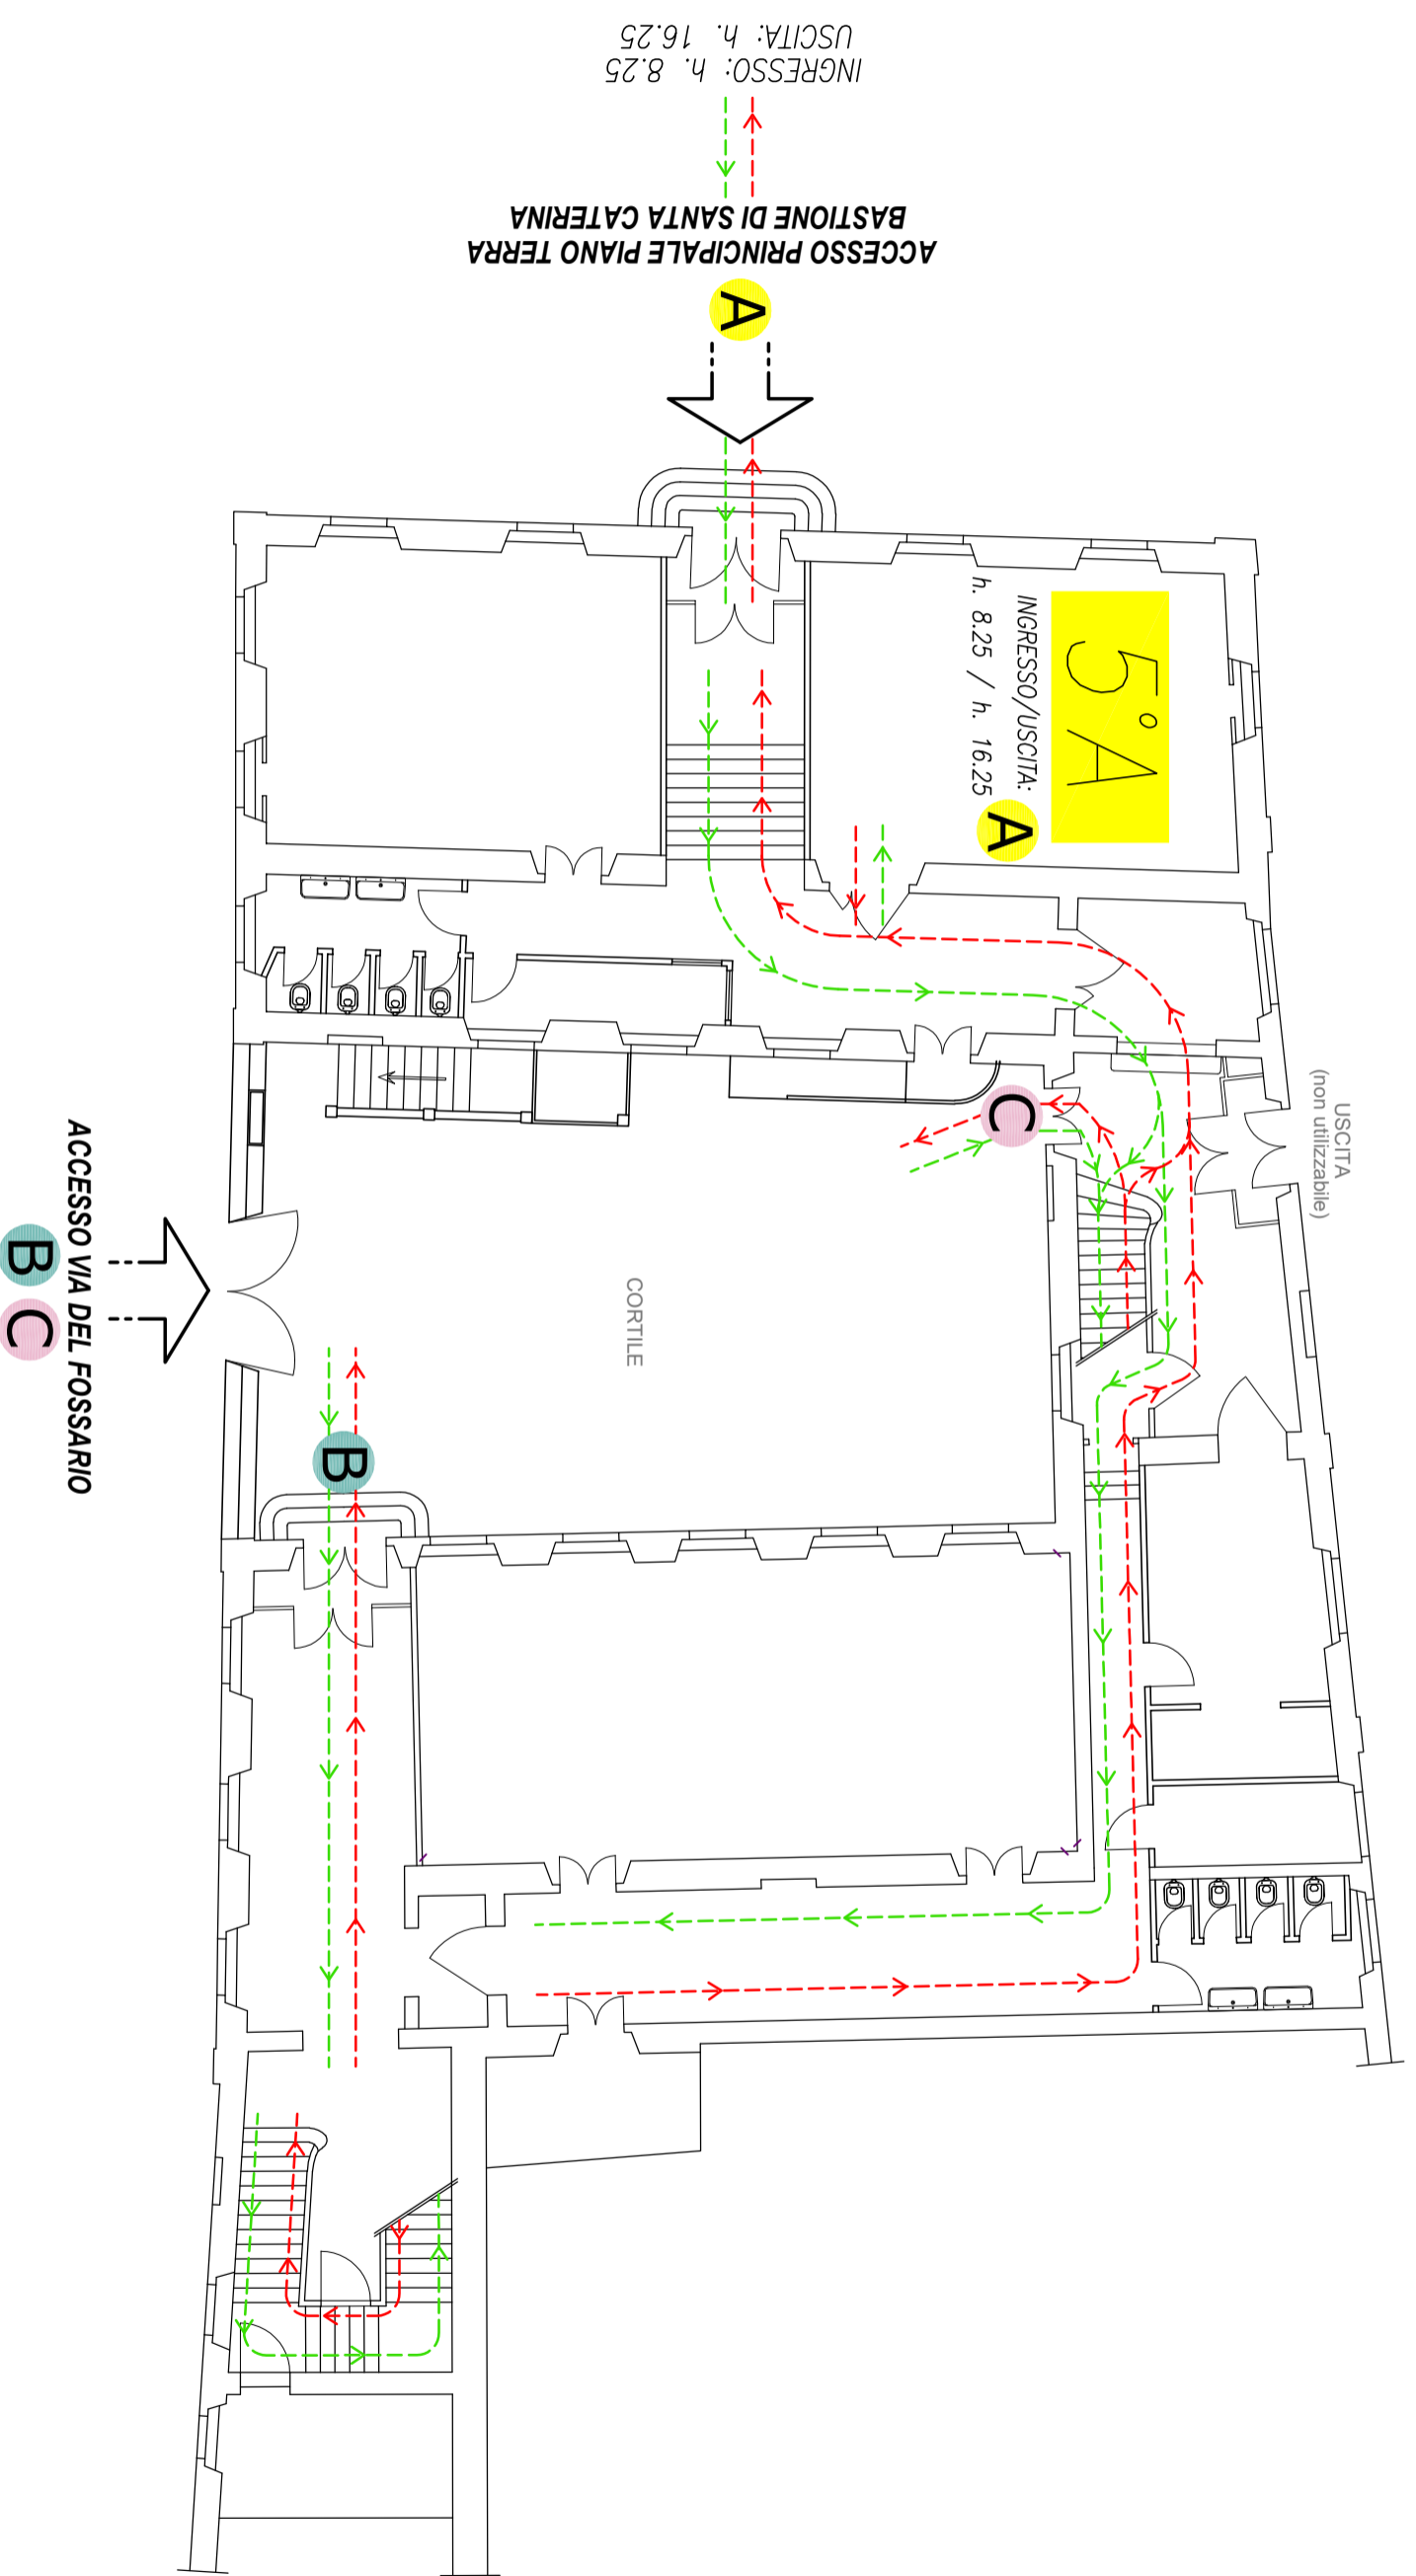 INGRESSO: h. 8.25
USCITA: h. 16.25
ACCESSO PRINCIPALE PIANO TERRA
BASTIONE DI SANTA CATERINA
A
5°A
INGRESSO/USCITA:
h. 8.25 / h. 16.25
A
USCITA
(non utilizzabile)
C
CORTILE
B
ACCESSO VIA DEL FOSSARIO
B C